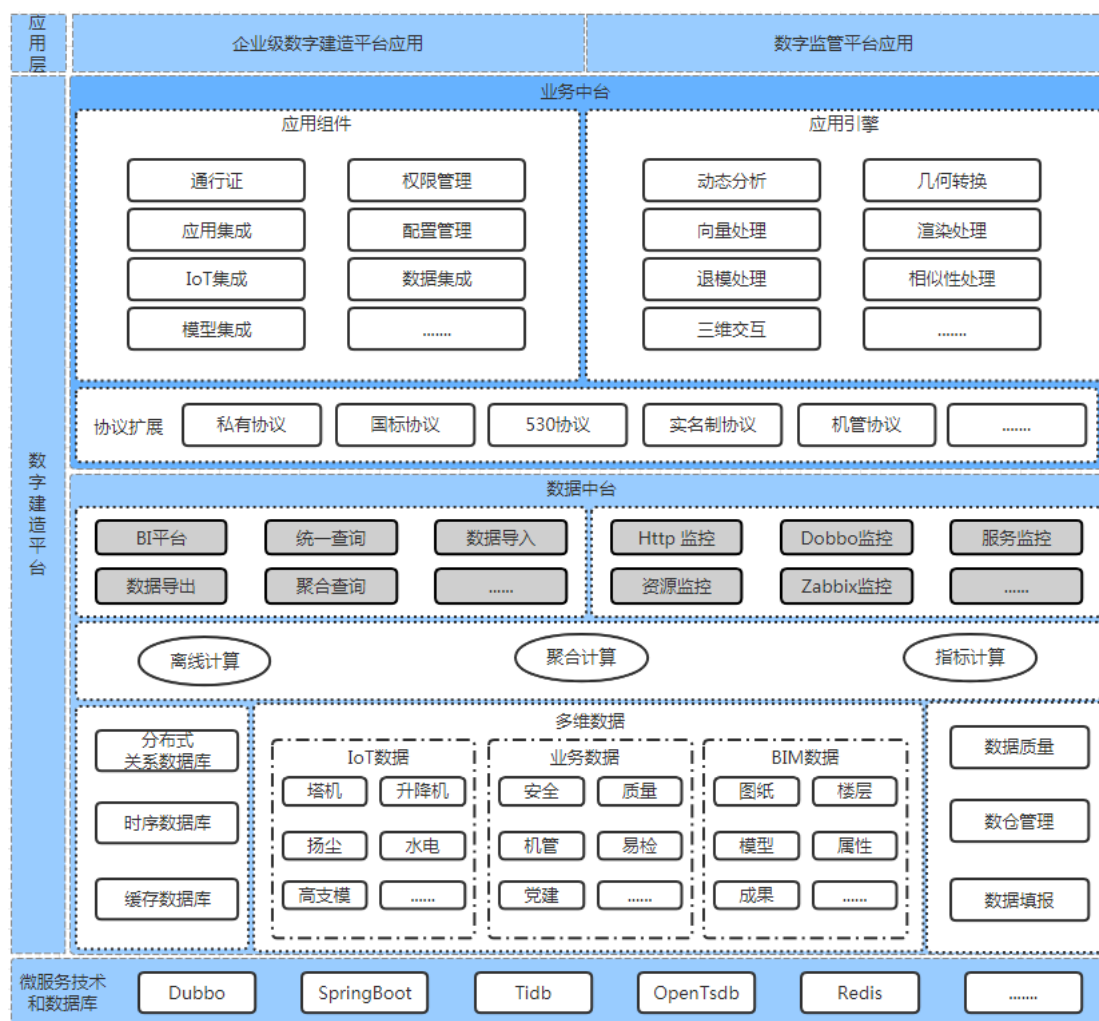 应用层
企业级数字建造平台应用
数字监管平台应用
数字建造平台
业务中台
应用组件
通行证
权限管理
应用集成
配置管理
IoT集成
数据集成
模型集成
.......
应用引擎
动态分析
几何转换
向量处理
渲染处理
退模处理
相似性处理
三维交互
.......
协议扩展
私有协议
国标协议
530协议
实名制协议
机管协议
.......
数据中台
BI平台
统一查询
数据导入
数据导出
聚合查询
......
Http 监控
Dobbo监控
服务监控
资源监控
Zabbix监控
......
离线计算
聚合计算
指标计算
分布式
关系数据库
时序数据库
缓存数据库
多维数据
IoT数据
塔机
升降机
扬尘
水电
高支模
......
业务数据
安全
质量
机管
易检
党建
......
BIM数据
图纸
楼层
模型
属性
成果
......
数据质量
数仓管理
数据填报
微服务技术
和数据库
Dubbo
SpringBoot
Tidb
OpenTsdb
Redis
.......